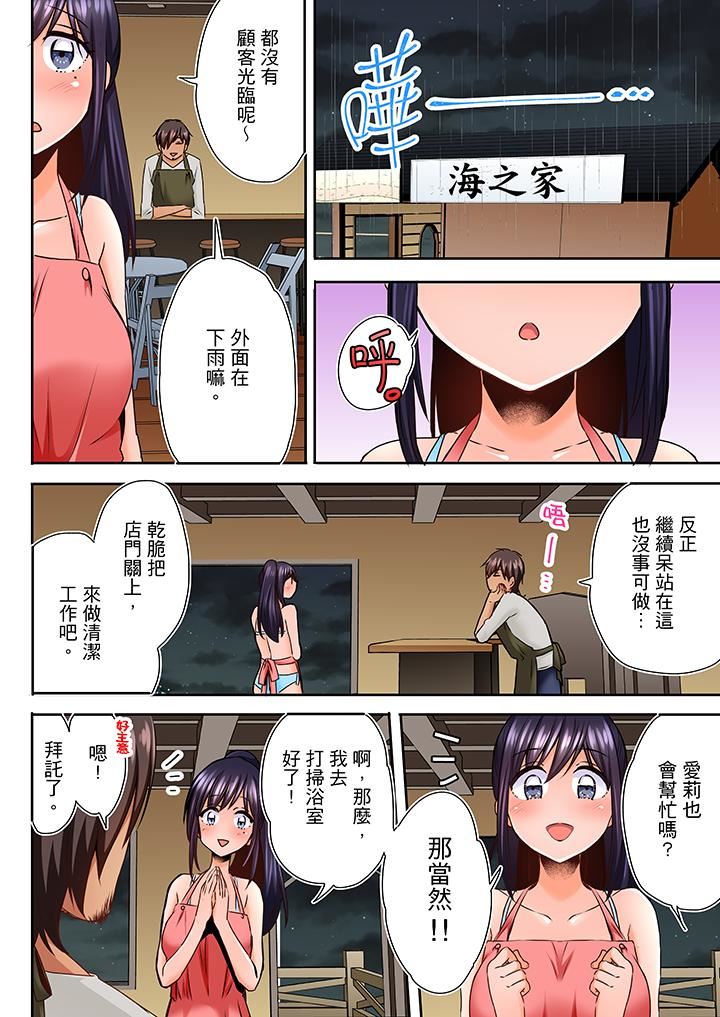 嘩——…
海之家
都沒有
顧客光臨呢～
外面在
下雨嘛。
呼。
反正
繼續呆站在這
也沒事可做…
唔——…
乾脆把
店門關上，
來做清潔
工作吧。
愛莉也
會幫忙嗎？
那當然!!
啊，那麼，
我去
打掃浴室
好了！
好主意
嗯！
拜託了。